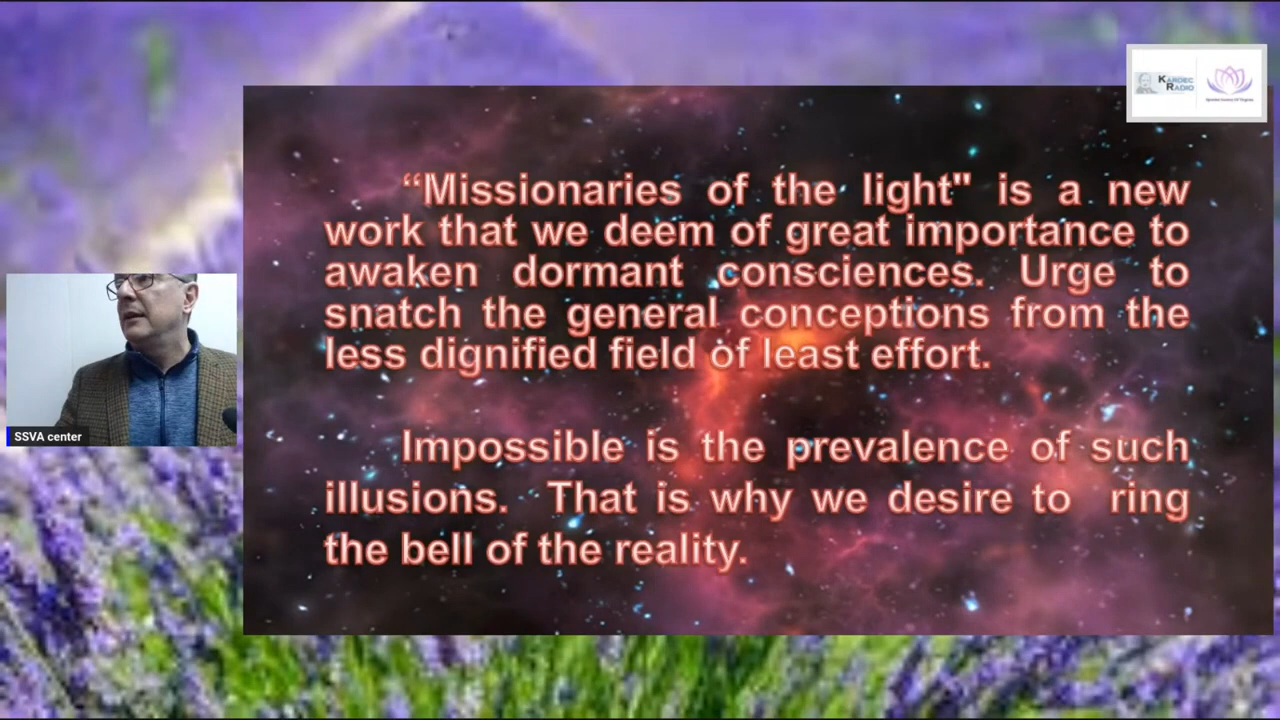 KARDEC
RADIO
“Missionaries of the light" is a new
work that we deem of great importance to
awaken dormant consciences. Urge to
snatch the general conceptions from the
less dignified field of least effort.
Impossible is the prevalence of such
illusions. That is why we desire to ring
the bell of the reality.
SSVA center